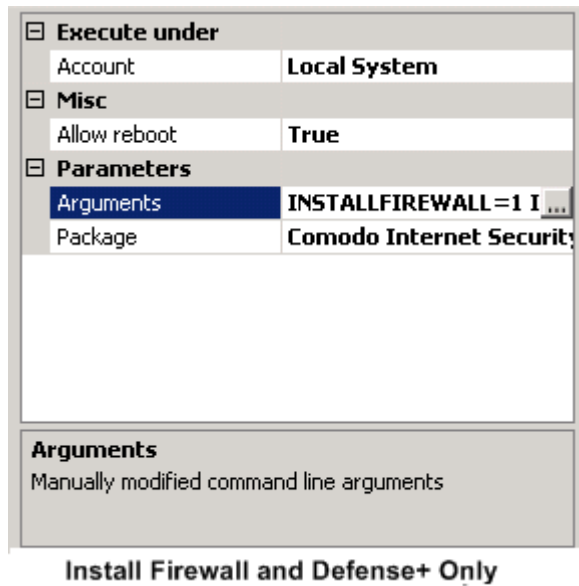 Execute under
Account Local System
Misc
Allow reboot True
Parameters
Arguments INSTALLFIREWALL=1 I ...
Package Comodo Internet Security
Arguments
Manually modified command line arguments
Install Firewall and Defense+ Only